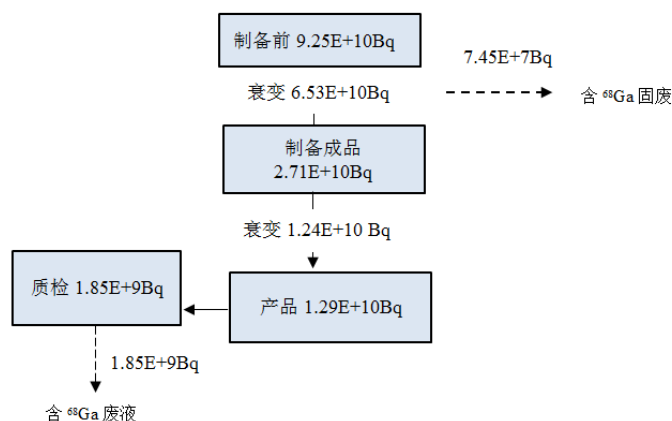 制备前 9.25E+10Bq
7.45E+7Bq
衰变 6.53E+10Bq
含 ⁶⁸Ga 固废
制备成品
2.71E+10Bq
衰变 1.24E+10 Bq
质检 1.85E+9Bq
产品 1.29E+10Bq
1.85E+9Bq
含 ⁶⁸Ga 废液